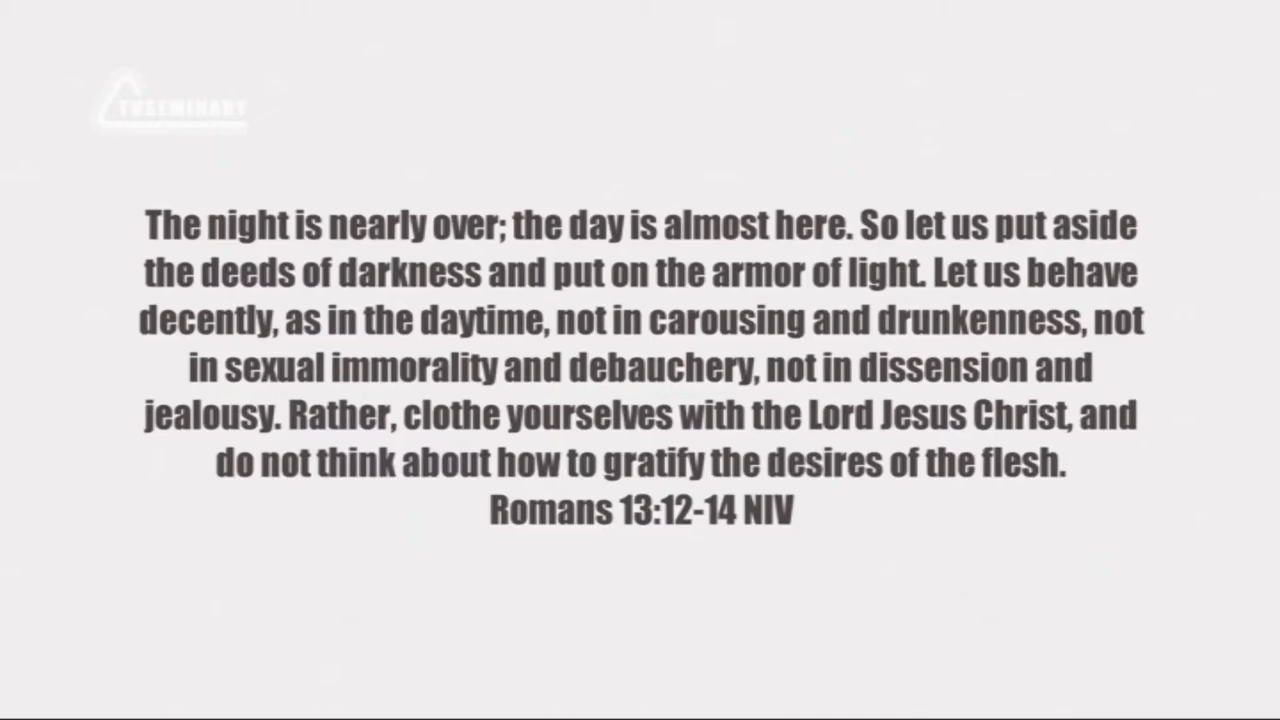 TVSEMINARY
The night is nearly over; the day is almost here. So let us put aside
the deeds of darkness and put on the armor of light. Let us behave
decently, as in the daytime, not in carousing and drunkenness, not
in sexual immorality and debauchery, not in dissension and
jealousy. Rather, clothe yourselves with the Lord Jesus Christ, and
do not think about how to gratify the desires of the flesh.
Romans 13:12-14 NIV